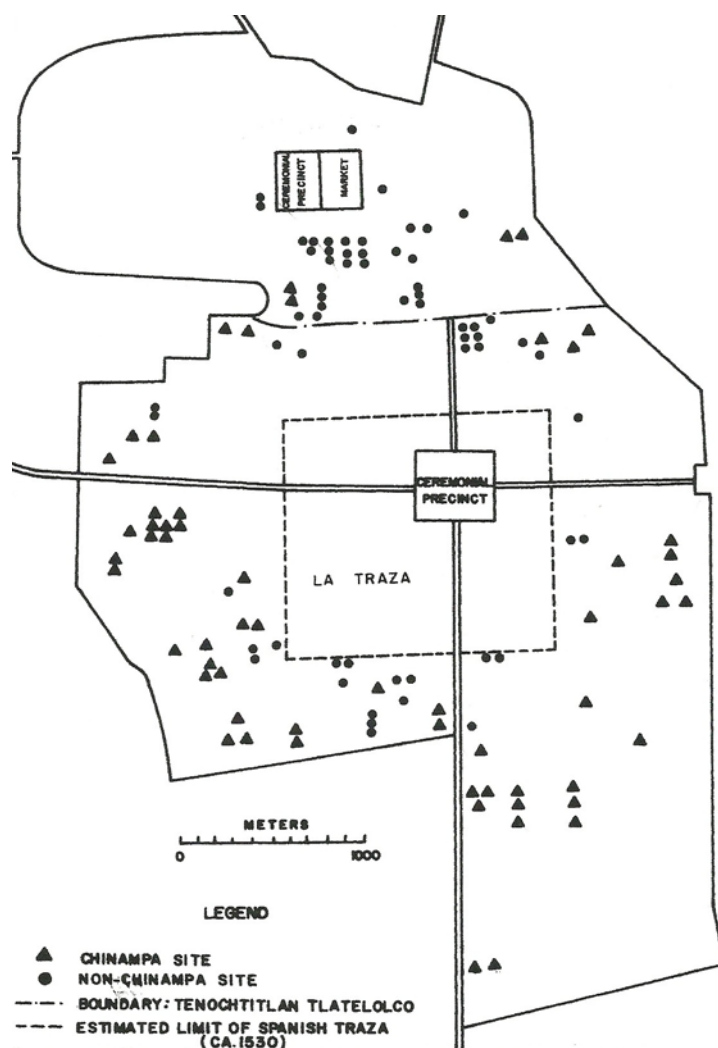 CEREMONIAL
PRECINCT
MARKET
CEREMONIAL
PRECINCT
LA TRAZA
METERS
0 1000
LEGEND
CHINAMPA SITE
NON-CHINAMPA SITE
BOUNDARY: TENOCHTITLAN TLATELOLCO
ESTIMATED LIMIT OF SPANISH TRAZA
(CA.1530)